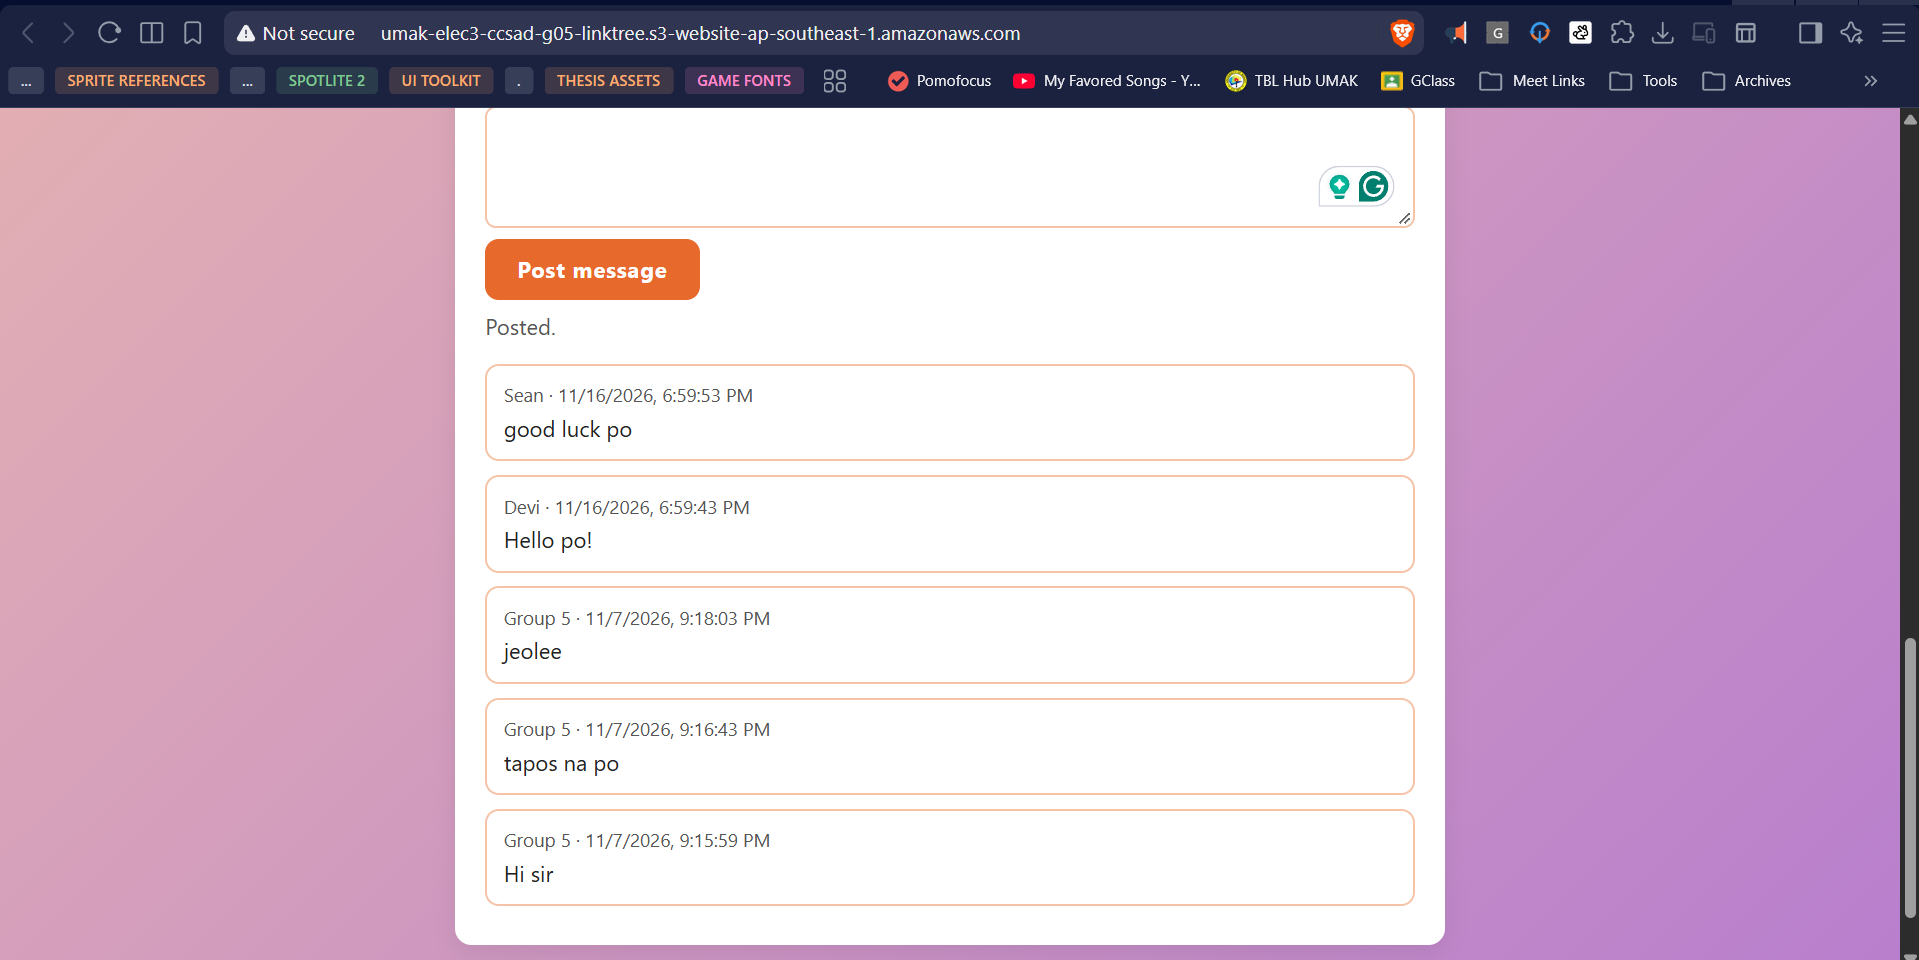 Not secure umak-elec3-ccsad-g05-linktree.s3-website-ap-southeast-1.amazonaws.com
... SPRITE REFERENCES ... SPOTLITE 2 UI TOOLKIT . THESIS ASSETS GAME FONTS Pomofocus My Favored Songs - Y... TBL Hub UMAK GClass Meet Links Tools Archives
Post message
Posted.
Sean · 11/16/2026, 6:59:53 PM
good luck po
Devi · 11/16/2026, 6:59:43 PM
Hello po!
Group 5 · 11/7/2026, 9:18:03 PM
jeolee
Group 5 · 11/7/2026, 9:16:43 PM
tapos na po
Group 5 · 11/7/2026, 9:15:59 PM
Hi sir